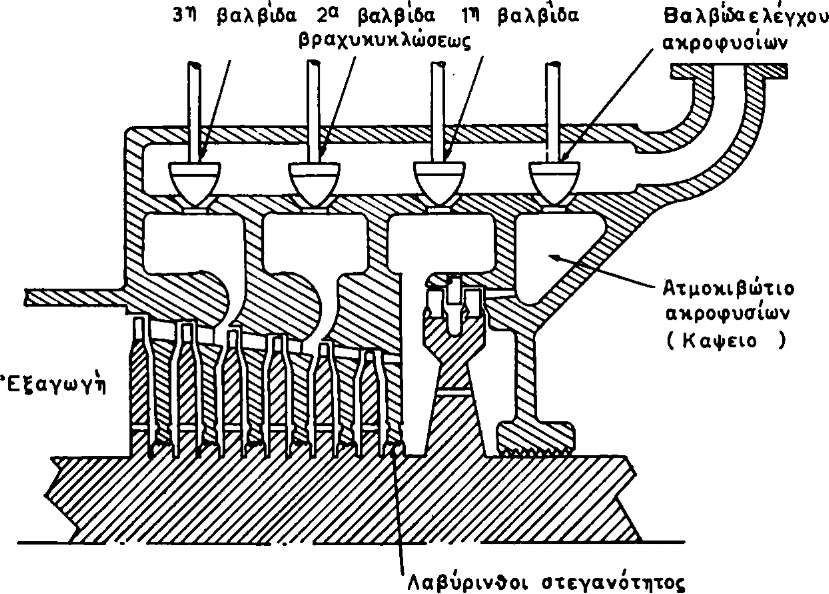 3η βαλβίδα 2α βαλβίδα 1η βαλβίδα
βραχυκυκλώσεως
Βαλβίδα ελέγχου
ακροφυσίων
Ατμοκιβώτιο
ακροφυσίων
(Καψειο )
Έξαγωγή
Λαβύρινθοι στεγανότητος